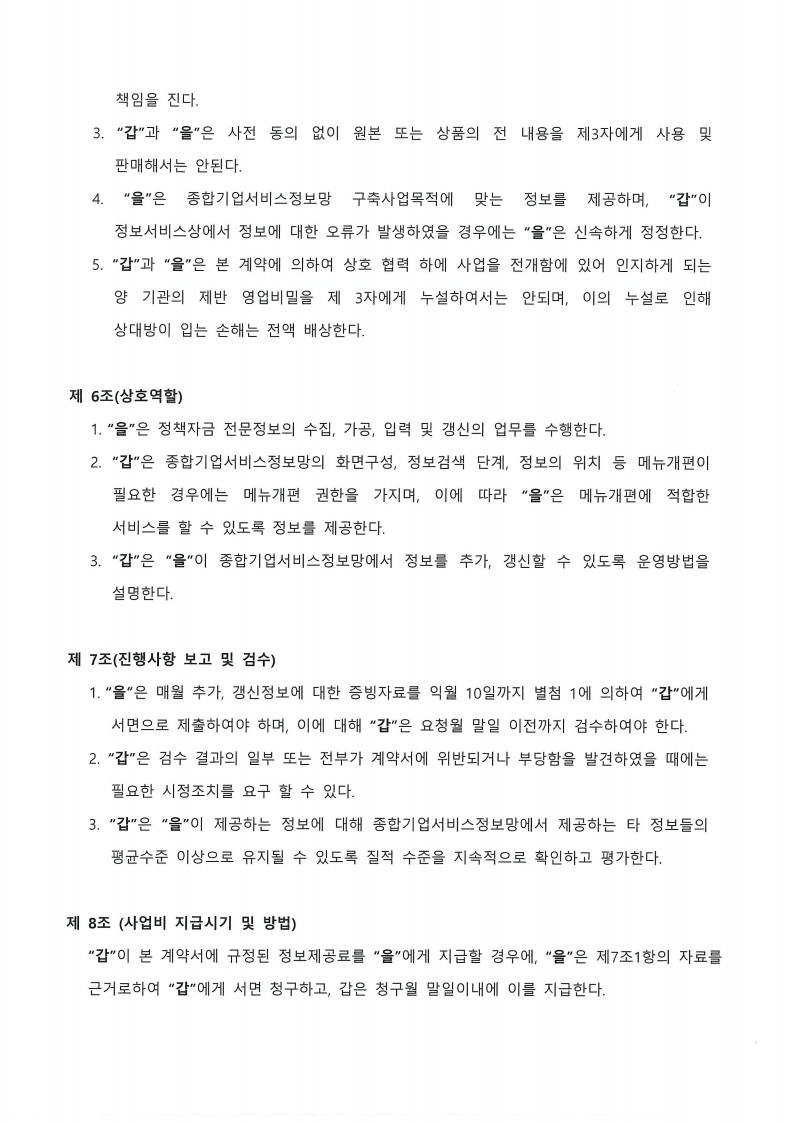 책임을 진다.
3. “갑”과 “을”은 사전 동의 없이 원본 또는 상품의 전 내용을 제3자에게 사용 및
판매해서는 안된다.
4. “을”은 종합기업서비스정보망 구축사업목적에 맞는 정보를 제공하며, “갑”이
정보서비스상에서 정보에 대한 오류가 발생하였을 경우에는 “을”은 신속하게 정정한다.
5. “갑”과 “을”은 본 계약에 의하여 상호 협력 하에 사업을 전개함에 있어 인지하게 되는
양 기관의 제반 영업비밀을 제 3자에게 누설하여서는 안되며, 이의 누설로 인해
상대방이 입는 손해는 전액 배상한다.
제 6조(상호역할)
1. “을”은 정책자금 전문정보의 수집, 가공, 입력 및 갱신의 업무를 수행한다.
2. “갑”은 종합기업서비스정보망의 화면구성, 정보검색 단계, 정보의 위치 등 메뉴개편이
필요한 경우에는 메뉴개편 권한을 가지며, 이에 따라 “을”은 메뉴개편에 적합한
서비스를 할 수 있도록 정보를 제공한다.
3. “갑”은 “을”이 종합기업서비스정보망에서 정보를 추가, 갱신할 수 있도록 운영방법을
설명한다.
제 7조(진행사항 보고 및 검수)
1. “을”은 매월 추가, 갱신정보에 대한 증빙자료를 익월 10일까지 별첨 1에 의하여 “갑”에게
서면으로 제출하여야 하며, 이에 대해 “갑”은 요청월 말일 이전까지 검수하여야 한다.
2. “갑”은 검수 결과의 일부 또는 전부가 계약서에 위반되거나 부당함을 발견하였을 때에는
필요한 시정조치를 요구 할 수 있다.
3. “갑”은 “을”이 제공하는 정보에 대해 종합기업서비스정보망에서 제공하는 타 정보들의
평균수준 이상으로 유지될 수 있도록 질적 수준을 지속적으로 확인하고 평가한다.
제 8조 (사업비 지급시기 및 방법)
“갑”이 본 계약서에 규정된 정보제공료를 “을”에게 지급할 경우에, “을”은 제7조1항의 자료를
근거로하여 “갑”에게 서면 청구하고, 갑은 청구월 말일이내에 이를 지급한다.